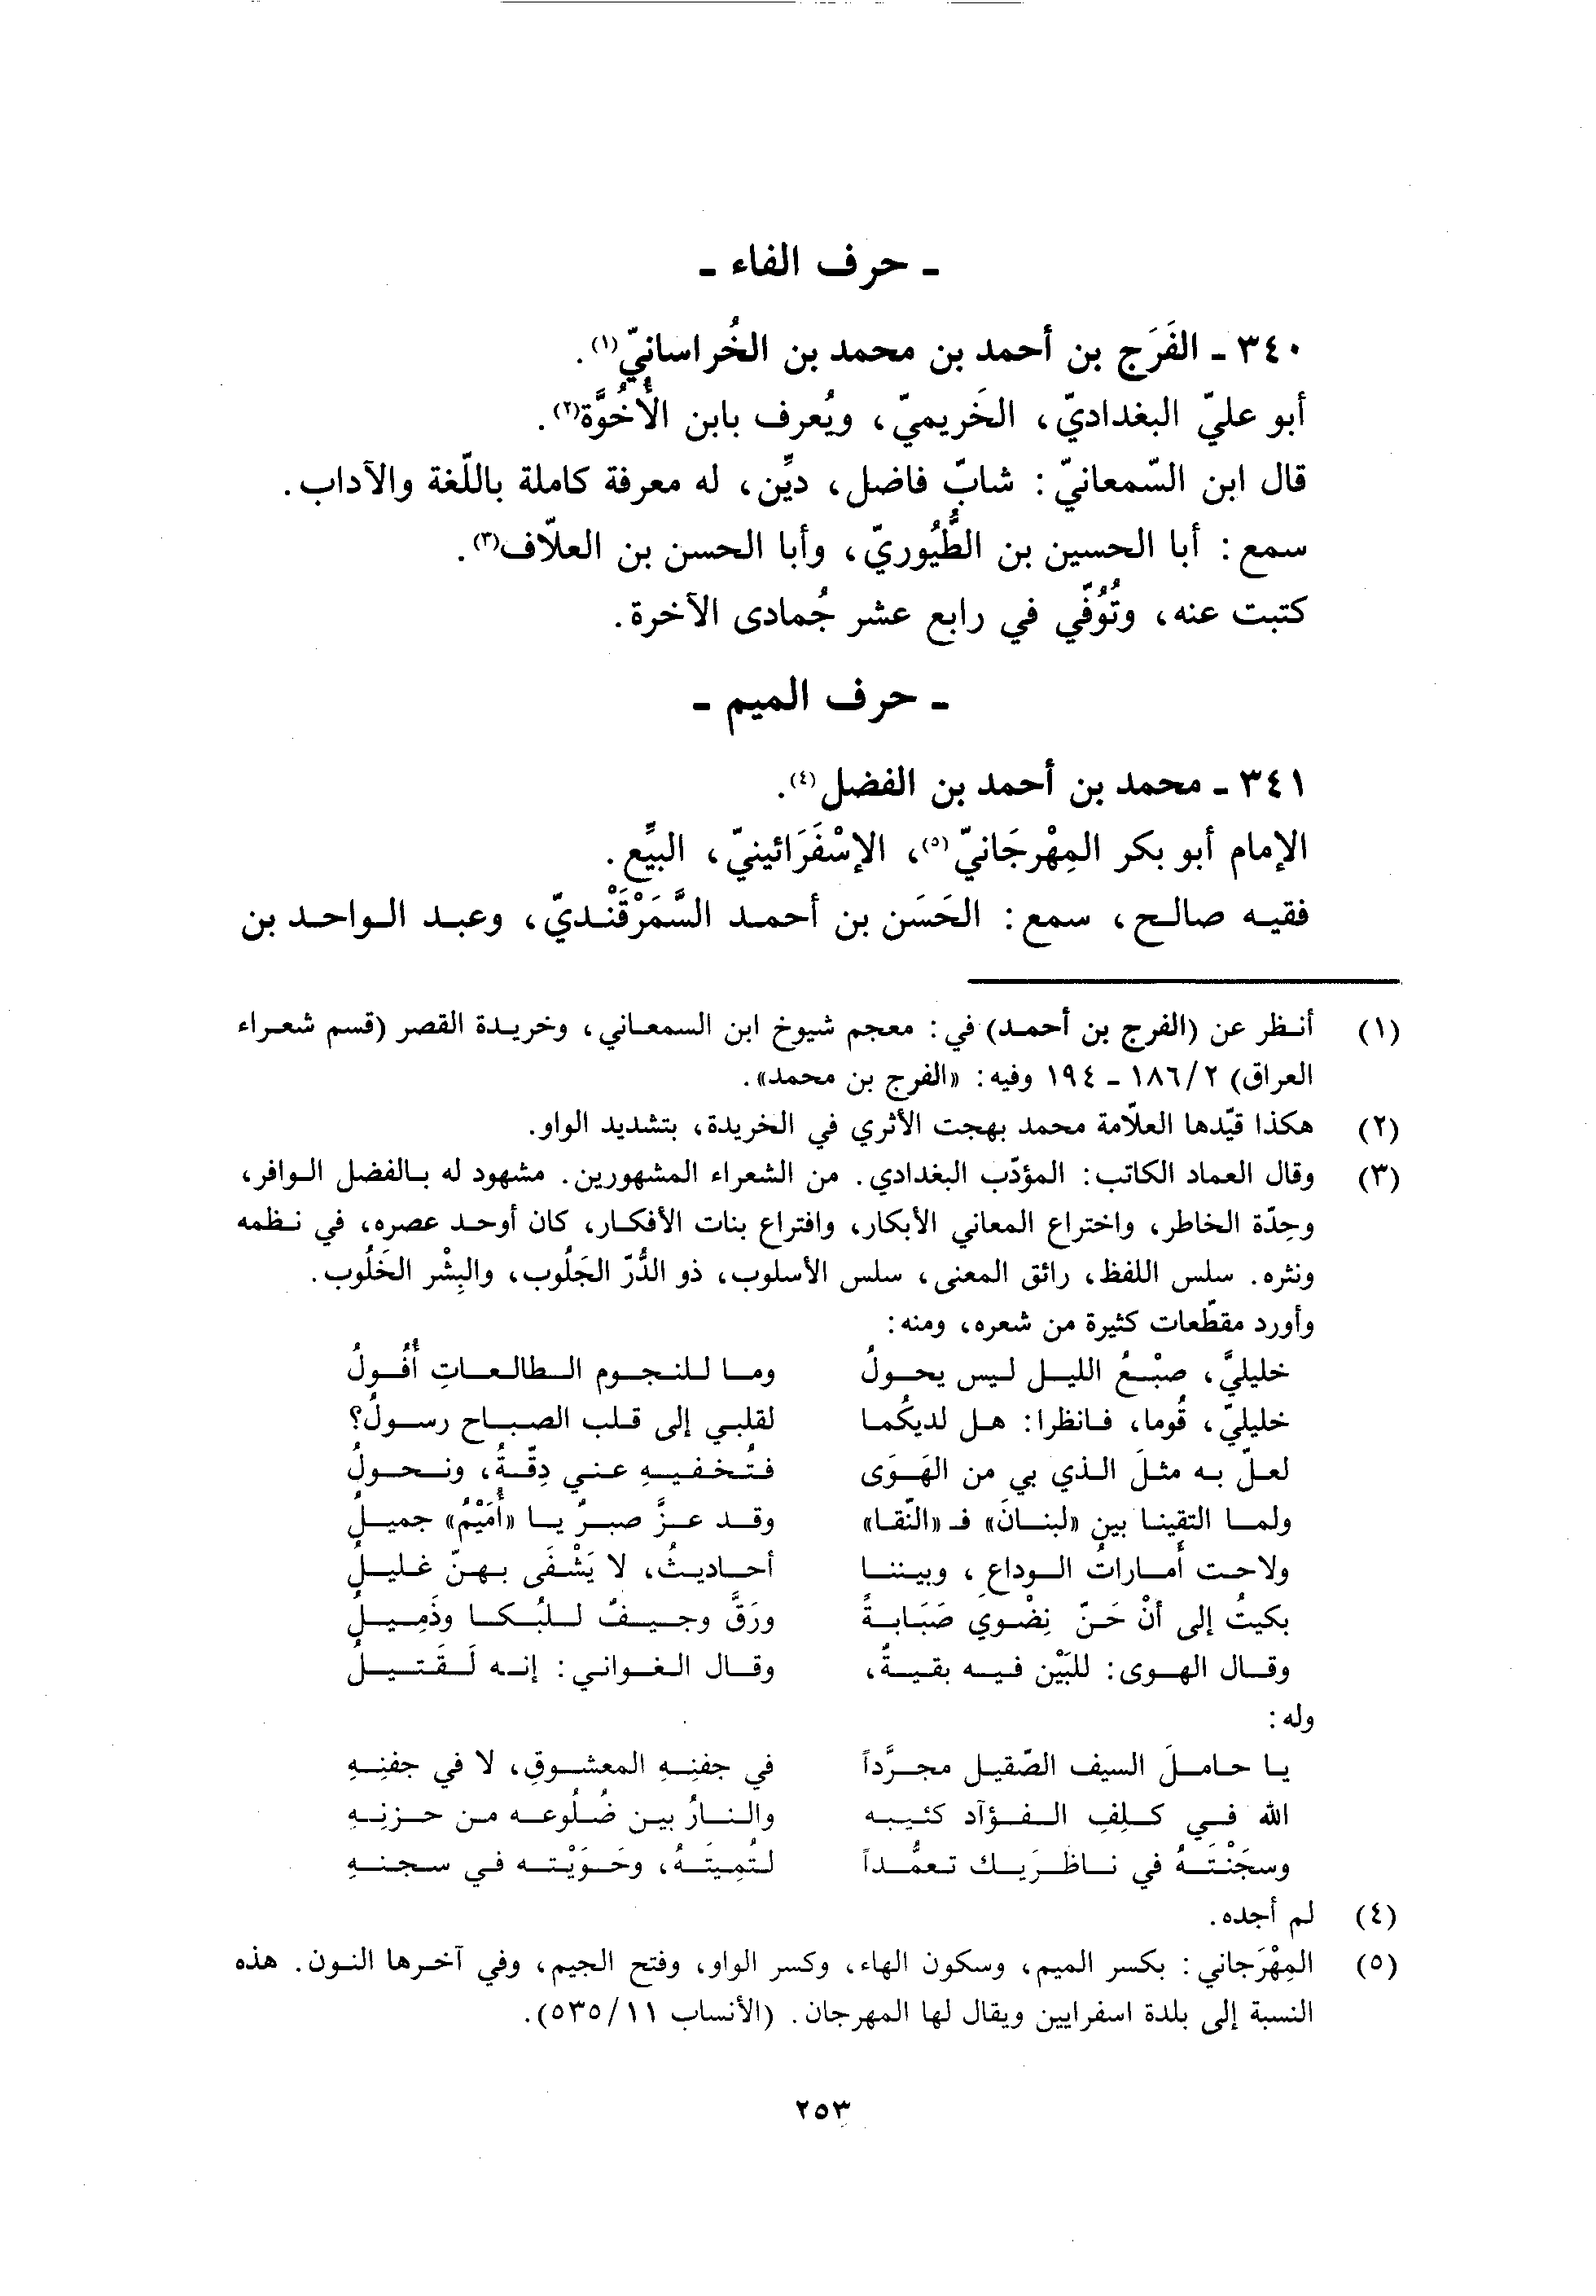 ـ حرف الفاء ـ
٣٤٠ ـ الفَرَج بن أحمد بن محمد بن الخُراسانيّ(١).
أبو عليّ البغداديّ، الخَريميّ، ويُعرف بابن الأُخُوَّة(٢).
قال ابن السّمعانيّ: شابّ فاضل، ديِّن، له معرفة كاملة باللّغة والآداب.
سمع: أبا الحسين بن الطُّيُوريّ، وأبا الحسن بن العلاّف(٣).
كتبت عنه، وتُوُفّي في رابع عشر جُمادى الآخرة.
ـ حرف الميم ـ
٣٤١ ـ محمد بن أحمد بن الفضل(٤).
الإمام أبو بكر المِهْرجَانيّ(٥)، الإسْفَرَائينيّ، البيِّع.
فقيه صالح، سمع: الحَسَن بن أحمد السَّمَرْقَنْديّ، وعبد الواحد بن
(١) أنظر عن (الفرج بن أحمد) في: معجم شيوخ ابن السمعاني، وخريدة القصر (قسم شعراء
العراق) ١٨٦/٢ ـ ١٩٤ وفيه: «الفرج بن محمد».
(٢) هكذا قيّدها العلاّمة محمد بهجت الأثري في الخريدة، بتشديد الواو.
(٣) وقال العماد الكاتب: المؤدّب البغدادي. من الشعراء المشهورين. مشهود له بالفضل الوافر،
وحِدّة الخاطر، واختراع المعاني الأبكار، وافتراع بنات الأفكار، كان أوحد عصره، في نظمه
ونثره. سلس اللفظ، رائق المعنى، سلس الأسلوب، ذو الدُّرّ الجَلُوب، والبِشْر الخَلُوب.
وأورد مقطّعات كثيرة من شعره، ومنه:
خليليَّ، صبْغُ الليل ليس يحولُ وما للنجوم الطالعاتِ أُفُولُ
خليليّ، قُوما، فانظرا: هل لديكُما لقلبي إلى قلب الصباح رسولُ؟
لعلّ به مثلَ الذي بي من الهَوَى فتُخفيهِ عني دِقّةُ، ونحولُ
ولما التقينا بين «لبنانَ» فـ «النّقا» وقد عزَّ صبرٌ يا «أُمَيْمُ» جميلُ
ولاحت أماراتُ الوداعِ، وبيننا أحاديثُ، لا يَشْفَى بهنّ غليلُ
بكيتُ إلى أنْ حَنّ نِضْوي صَبَابةً ورَقَّ وجيفٌ للبُكا وذَمِيلُ
وقال الهوى: للبَيْن فيه بقيةٌ، وقال الغواني: إنه لَقَتيلُ
وله:
يا حاملَ السيف الصّقيل مجرَّداً في جفنِهِ المعشوقِ، لا في جفنِهِ
الله في كلِفِ الفؤآد كئيبه والنارُ بين ضُلُوعه من حزنِهِ
وسجَنْتَهُ في ناظرَيك تعمُّداً لتُمِيتَهُ، وحَوَيْته في سجنهِ
(٤) لم أجده.
(٥) المِهْرَجاني: بكسر الميم، وسكون الهاء، وكسر الواو، وفتح الجيم، وفي آخرها النون. هذه
النسبة إلى بلدة اسفرايين ويقال لها المهرجان. (الأنساب ٥٣٥/١١).
٢٥٣